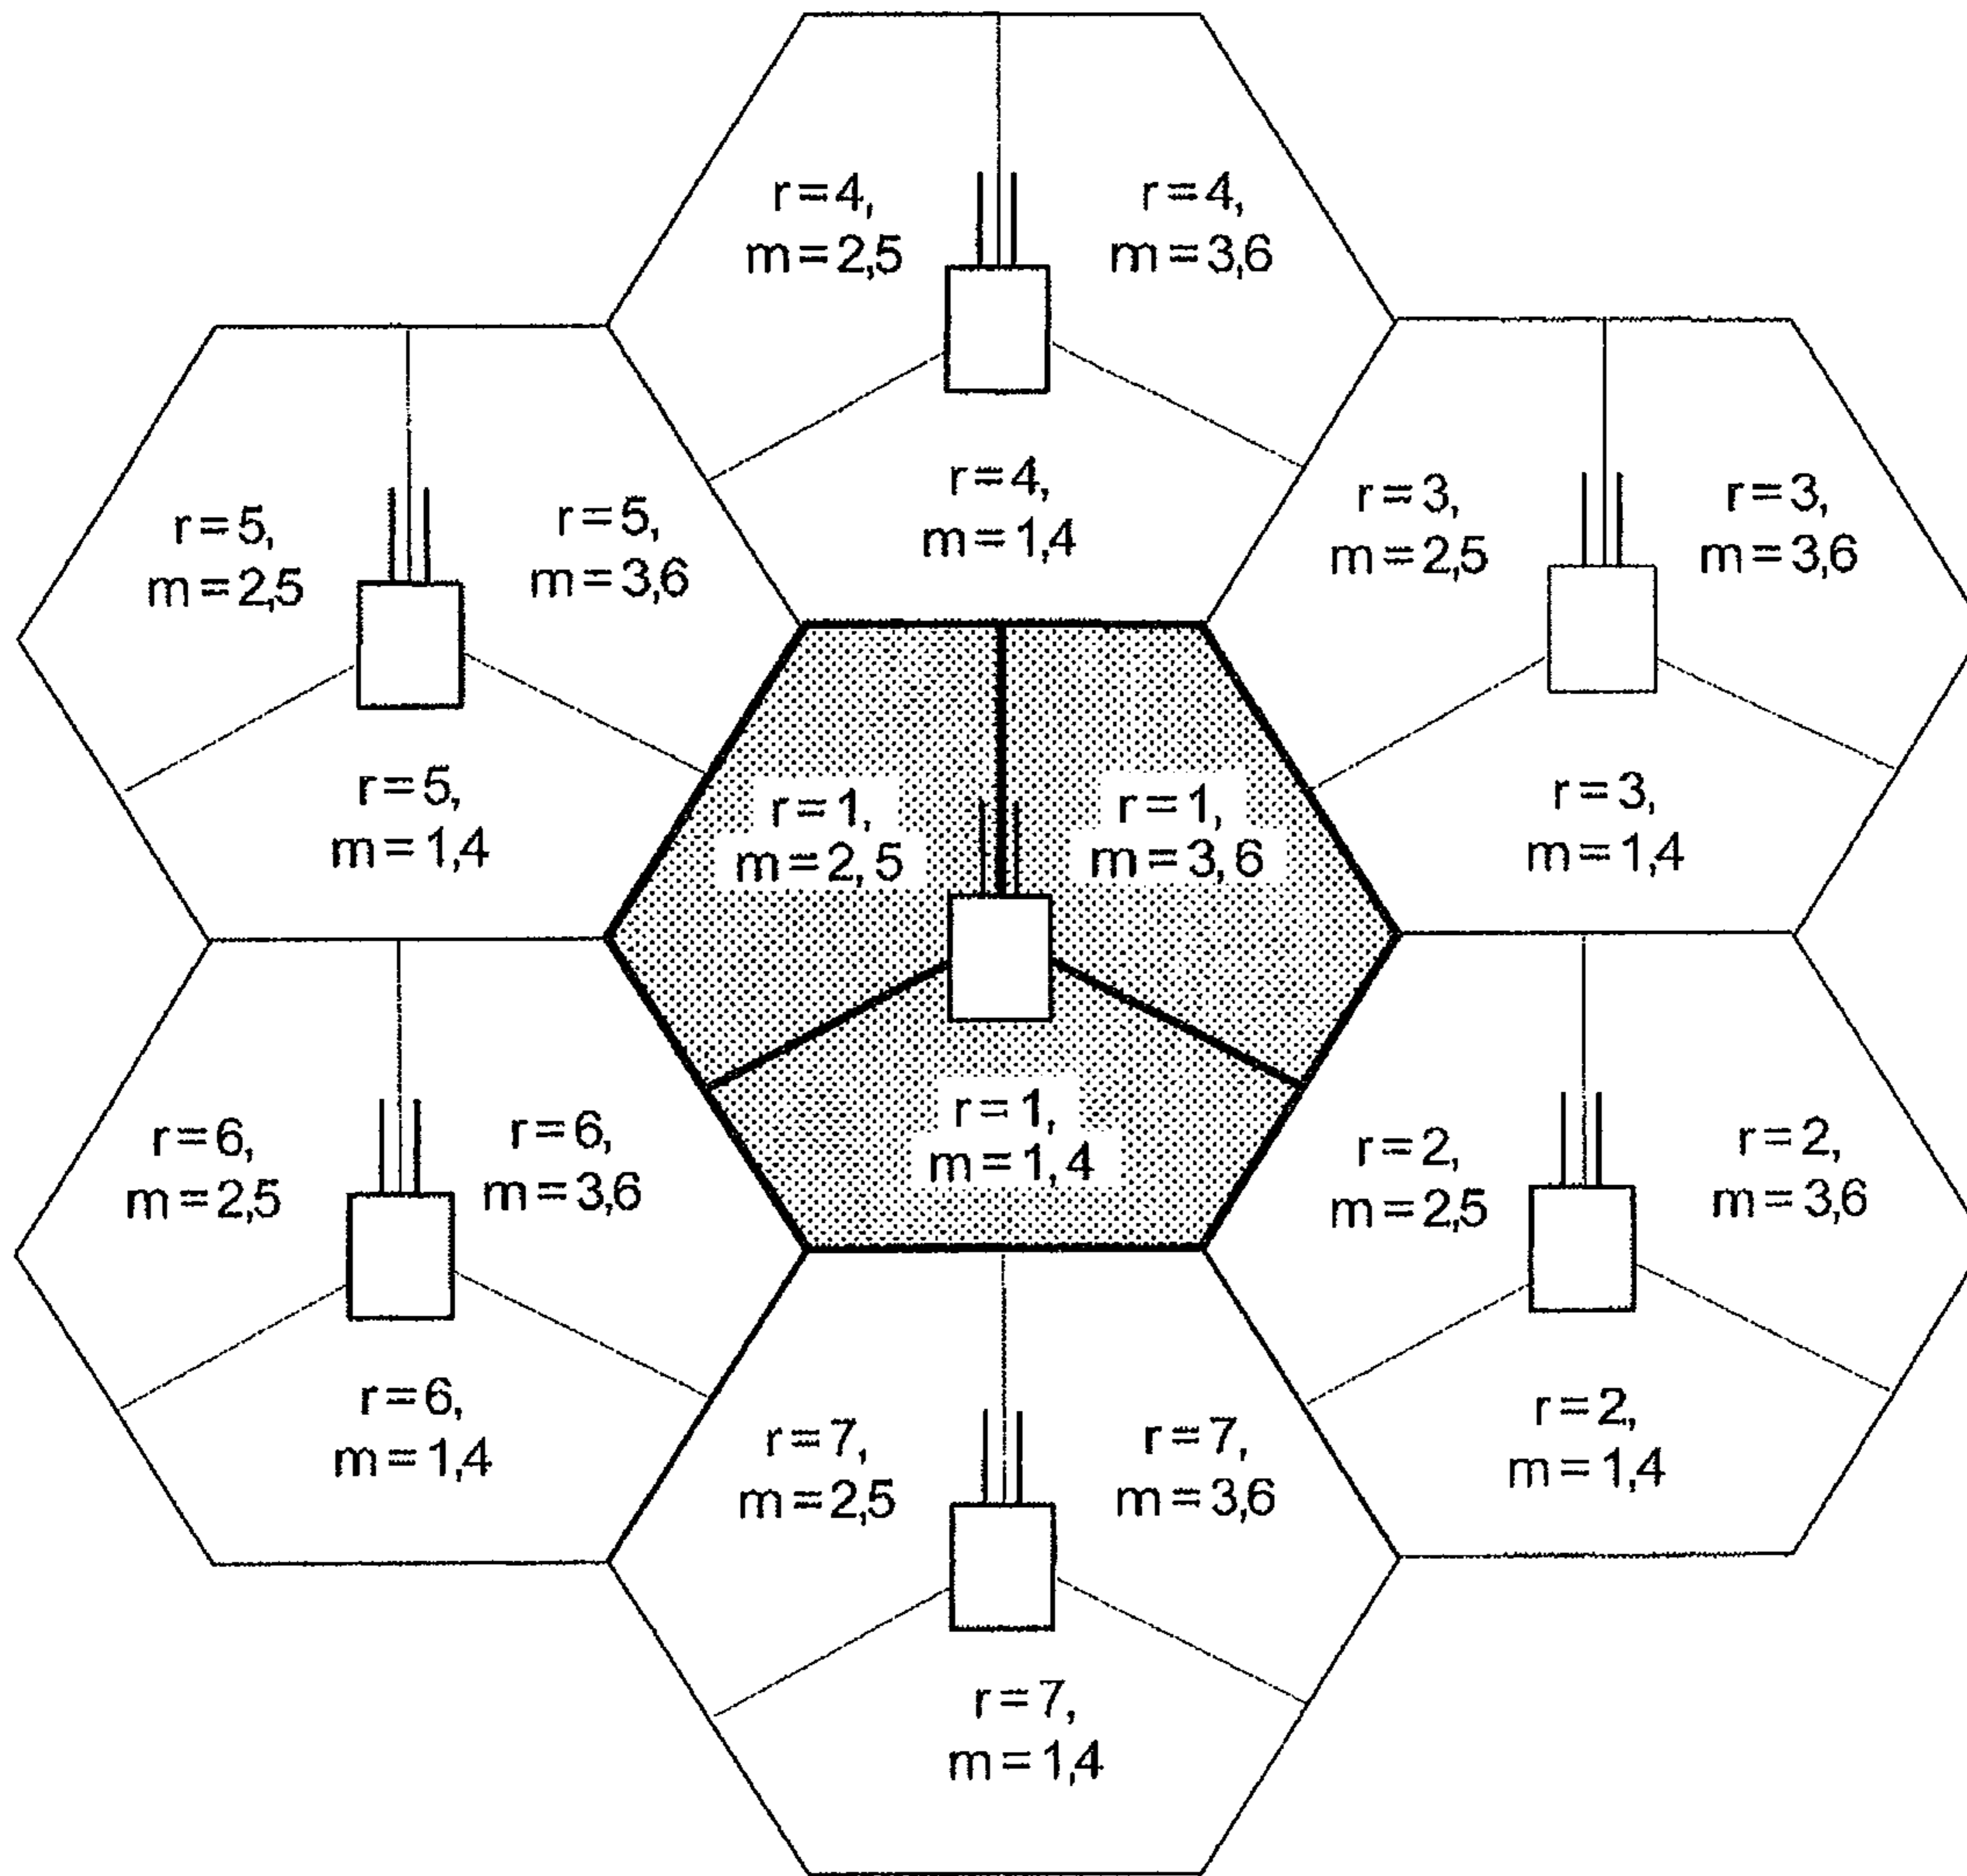 r=4,
m=2,5
r=4,
m=3,6
r=4,
m=1,4
r=5,
m=2,5
r=5,
m=3,6
r=5,
m=1,4
r=3,
m=2,5
r=3,
m=3,6
r=3,
m=1,4
r=1,
m=2, 5
r=1,
m=3, 6
r=1,
m=1, 4
r=6,
m=2,5
r=6,
m=3,6
r=6,
m=1,4
r=2,
m=2,5
r=2,
m=3,6
r=2,
m=1,4
r=7,
m=2,5
r=7,
m=3,6
r=7,
m=1,4